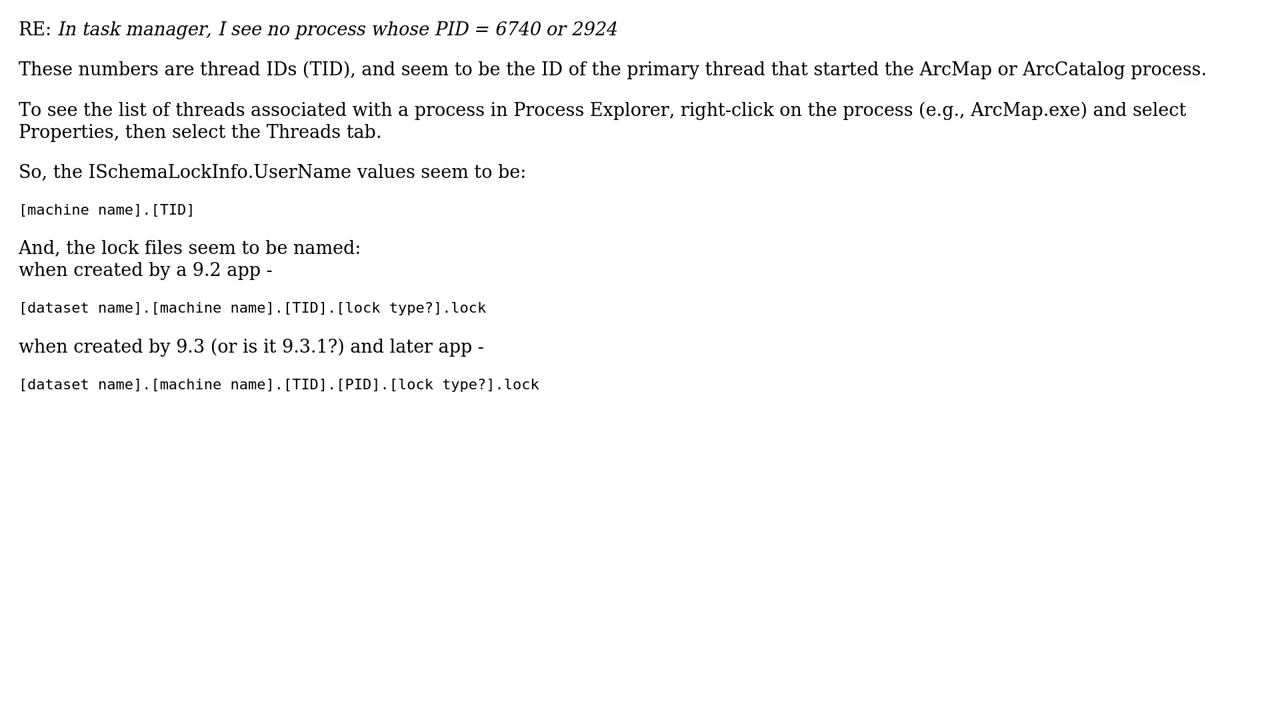 RE: In task manager, I see no process whose PID = 6740 or 2924
These numbers are thread IDs (TID), and seem to be the ID of the primary thread that started the ArcMap or ArcCatalog process.
To see the list of threads associated with a process in Process Explorer, right-click on the process (e.g., ArcMap.exe) and select
Properties, then select the Threads tab.
So, the ISchemaLockInfo.UserName values seem to be:
[machine name].[TID]
And, the lock files seem to be named:
when created by a 9.2 app -
[dataset name].[machine name].[TID].[lock type?].lock
when created by 9.3 (or is it 9.3.1?) and later app -
[dataset name].[machine name].[TID].[PID].[lock type?].lock